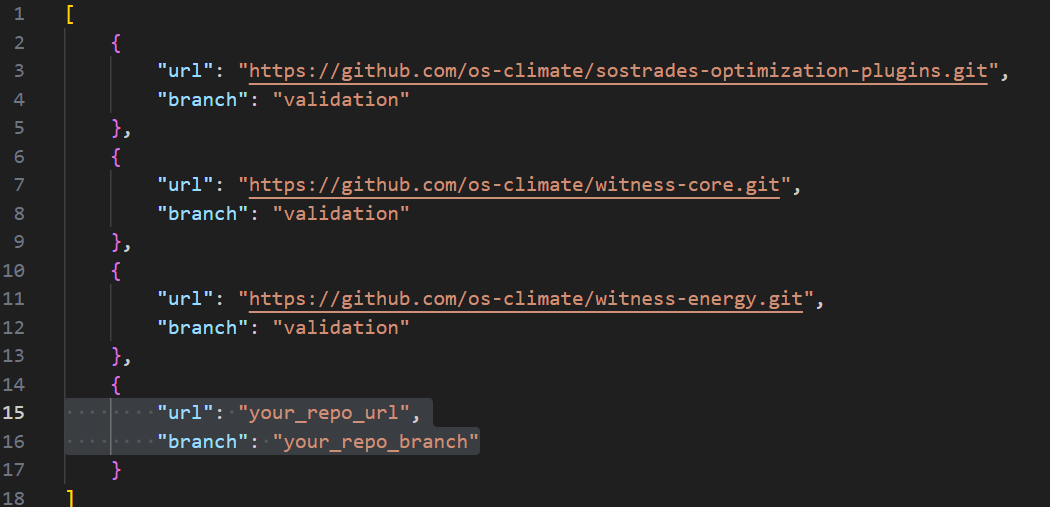 1 [
2     {
3         "url": "https://github.com/os-climate/sostrades-optimization-plugins.git",
4         "branch": "validation"
5     },
6     {
7         "url": "https://github.com/os-climate/witness-core.git",
8         "branch": "validation"
9     },
10     {
11         "url": "https://github.com/os-climate/witness-energy.git",
12         "branch": "validation"
13     },
14     {
15         "url": "your_repo_url",
16         "branch": "your_repo_branch"
17     }
18 ]